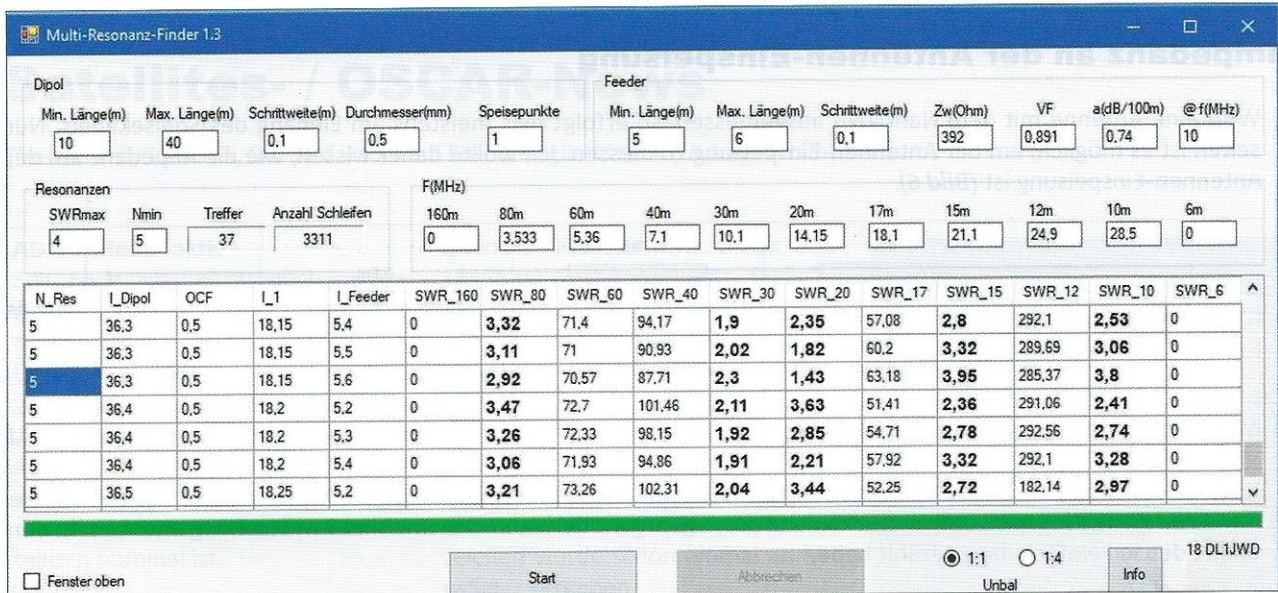 Multi-Resonanz-Finder 1.3
Dipol
Min. Länge(m) Max. Länge(m) Schrittweite(m) Durchmesser(mm) Speisepunkte
10 40 0,1 0,5 1
Feeder
Min. Länge(m) Max. Länge(m) Schrittweite(m) Zw(Ohm) VF a(dB/100m) @ f(MHz)
5 6 0,1 392 0,891 0,74 10
Resonanzen
SWRmax Nmin Treffer Anzahl Schleifen
4 5 37 3311
F(MHz)
160m 80m 60m 40m 30m 20m 17m 15m 12m 10m 6m
0 3,533 5,36 7,1 10,1 14,15 18,1 21,1 24,9 28,5 0
N_Res l_Dipol OCF l_1 l_Feeder SWR_160 SWR_80 SWR_60 SWR_40 SWR_30 SWR_20 SWR_17 SWR_15 SWR_12 SWR_10 SWR_6
5 36,3 0,5 18,15 5,4 0 3,32 71,4 94,17 1,9 2,35 57,08 2,8 292,1 2,53 0
5 36,3 0,5 18,15 5,5 0 3,11 71 90,93 2,02 1,82 60,2 3,32 289,69 3,06 0
5 36,3 0,5 18,15 5,6 0 2,92 70,57 87,71 2,3 1,43 63,18 3,95 285,37 3,8 0
5 36,4 0,5 18,2 5,2 0 3,47 72,7 101,46 2,11 3,63 51,41 2,36 291,06 2,41 0
5 36,4 0,5 18,2 5,3 0 3,26 72,33 98,15 1,92 2,85 54,71 2,78 292,56 2,74 0
5 36,4 0,5 18,2 5,4 0 3,06 71,93 94,86 1,91 2,21 57,92 3,32 292,1 3,28 0
5 36,5 0,5 18,25 5,2 0 3,21 73,26 102,31 2,04 3,44 52,25 2,72 182,14 2,97 0
Fenster oben
Start
Abbrechen
1:1 1:4
Unbal
Info
18 DL1JWD